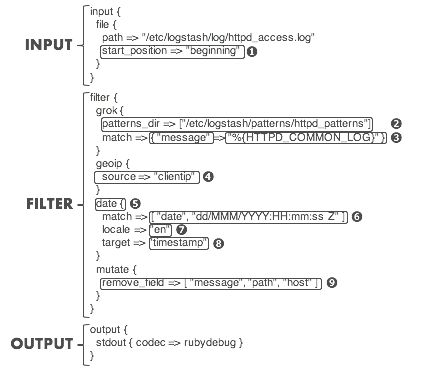 INPUT
input {
file {
path => "/etc/logstash/log/httpd_access.log"
start_position => "beginning" ❶
}
}
FILTER
filter {
grok {
patterns_dir => ["/etc/logstash/patterns/httpd_patterns"] ❷
match => { "message"=>"%{HTTPD_COMMON_LOG}" } ❸
}
geoip {
source => "clientip" ❹
}
date { ❺
match => [ "date", "dd/MMM/YYYY:HH:mm:ss Z" ] ❻
locale => "en" ❼
target => "timestamp" ❽
}
mutate {
remove_field => [ "message", "path", "host" ] ❾
}
}
OUTPUT
output {
stdout { codec => rubydebug }
}